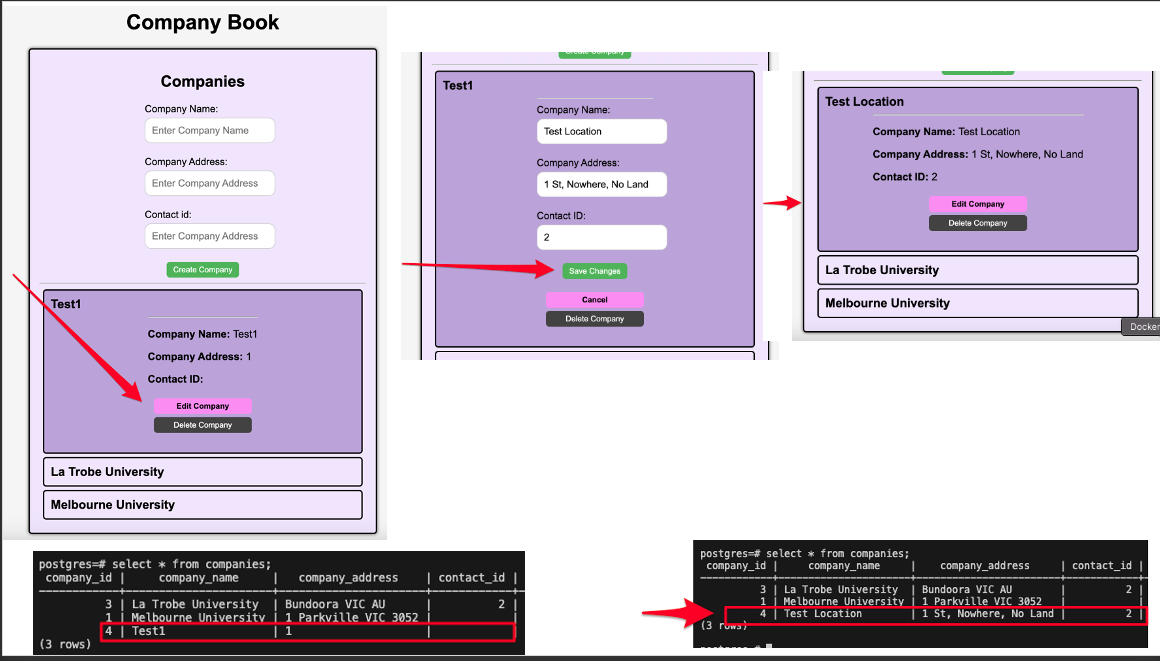 Company Book
Companies
Company Name:
Enter Company Name
Company Address:
Enter Company Address
Contact id:
Enter Company Address
Create Company
Test1
Company Name: Test1
Company Address: 1
Contact ID:
Edit Company
Delete Company
La Trobe University
Melbourne University
Create Company
Test1
Company Name:
Test Location
Company Address:
1 St, Nowhere, No Land
Contact ID:
2
Save Changes
Cancel
Delete Company
Test Location
Company Name: Test Location
Company Address: 1 St, Nowhere, No Land
Contact ID: 2
Edit Company
Delete Company
La Trobe University
Melbourne University
Docker
postgres=# select * from companies;
company_id | company_name | company_address | contact_id |
3 | La Trobe University | Bundoora VIC AU | 2 |
1 | Melbourne University | 1 Parkville VIC 3052 | |
4 | Test1 | 1 | |
(3 rows)
postgres=# select * from companies;
company_id | company_name | company_address | contact_id |
3 | La Trobe University | Bundoora VIC AU | 2 |
1 | Melbourne University | 1 Parkville VIC 3052 | |
4 | Test Location | 1 St, Nowhere, No Land | 2 |
(3 rows)
postgres=#